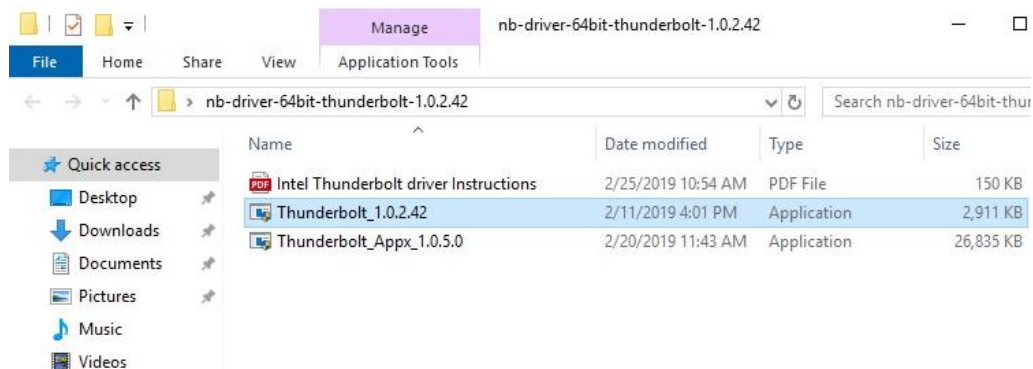 Manage nb-driver-64bit-thunderbolt-1.0.2.42
File Home Share View Application Tools
nb-driver-64bit-thunderbolt-1.0.2.42 Search nb-driver-64bit-thu
Name Date modified Type Size
Quick access
PDF Intel Thunderbolt driver Instructions 2/25/2019 10:54 AM PDF File 150 KB
Desktop Thunderbolt_1.0.2.42 2/11/2019 4:01 PM Application 2,911 KB
Downloads Thunderbolt_Appx_1.0.5.0 2/20/2019 11:43 AM Application 26,835 KB
Documents
Pictures
Music
Videos